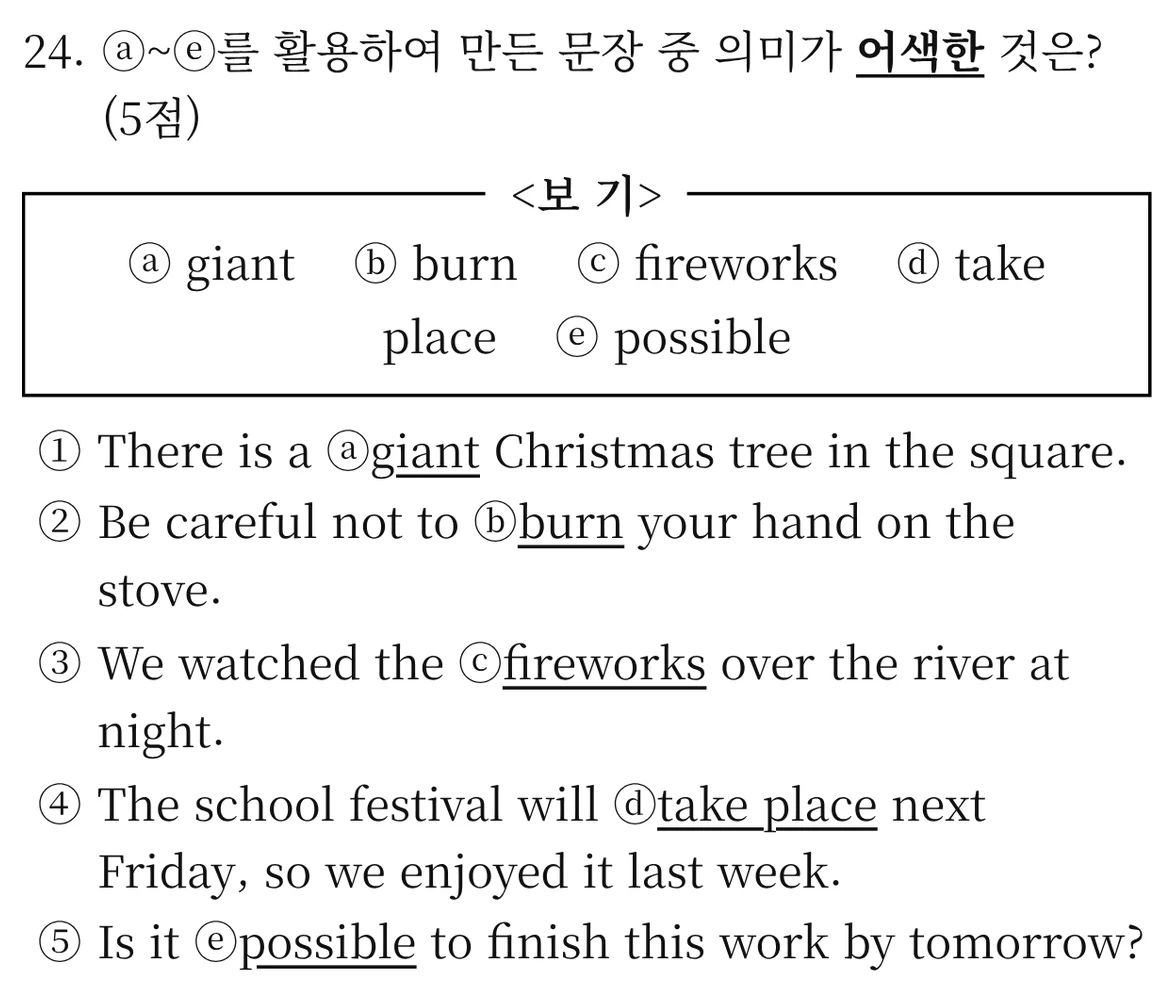 24. ⓐ~ⓔ를 활용하여 만든 문장 중 의미가 어색한 것은?
(5점)
<보 기>
ⓐ giant ⓑ burn ⓒ fireworks ⓓ take
place ⓔ possible
① There is a ⓐgiant Christmas tree in the square.
② Be careful not to ⓑburn your hand on the
stove.
③ We watched the ⓒfireworks over the river at
night.
④ The school festival will ⓓtake place next
Friday, so we enjoyed it last week.
⑤ Is it ⓔpossible to finish this work by tomorrow?